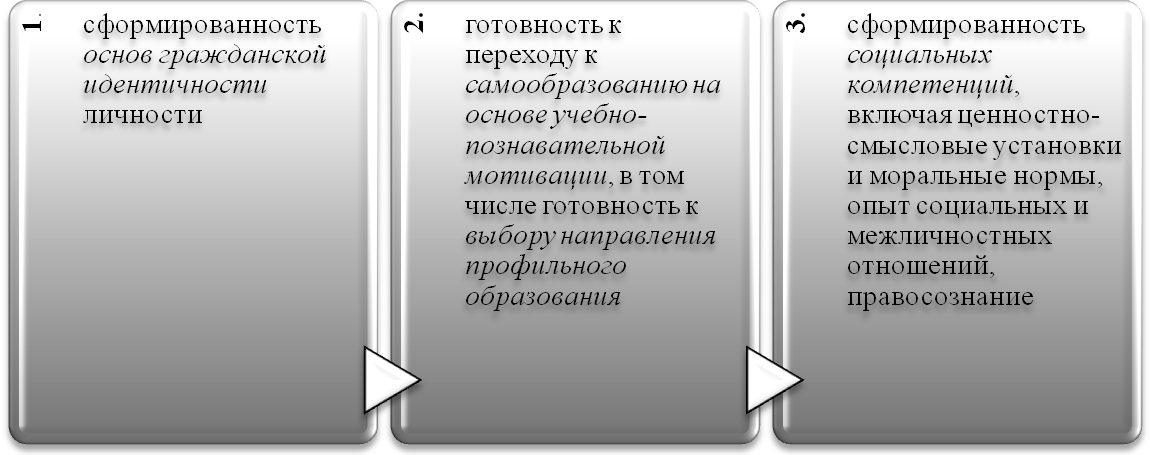 1.
сформированность
основ гражданской
идентичности
личности
2.
готовность к
переходу к
самообразованию на
основе учебно-
познавательной
мотивации, в том
числе готовность к
выбору направления
профильного
образования
3.
сформированность
социальных
компетенций,
включая ценностно-
смысловые установки
и моральные нормы,
опыт социальных и
межличностных
отношений,
правосознание